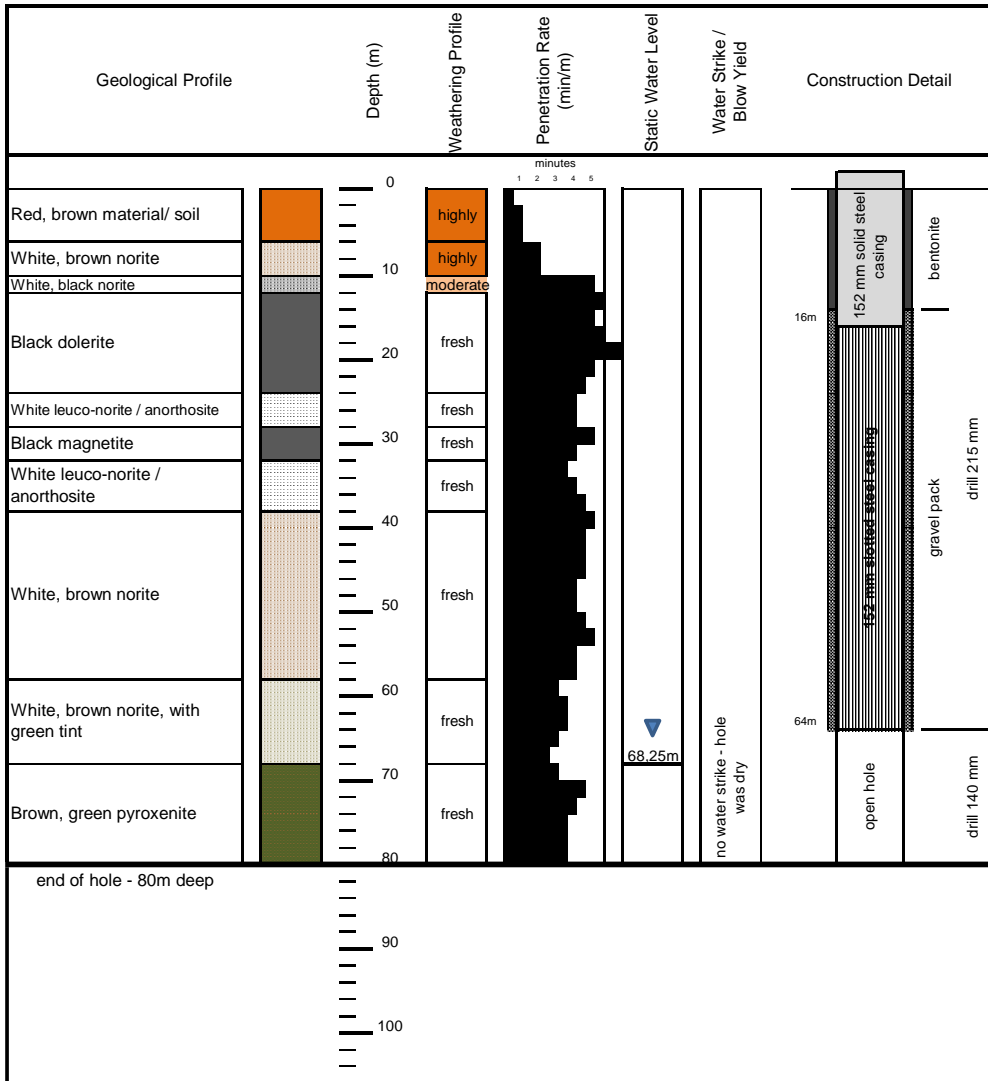 Geological Profile
Depth (m)
Weathering Profile
Penetration Rate
(min/m)
Static Water Level
Water Strike /
Blow Yield
Construction Detail
minutes
1 2 3 4 5
0
Red, brown material/ soil
highly
White, brown norite
highly
10
White, black norite
moderate
Black dolerite
fresh
20
White leuco-norite / anorthosite
fresh
Black magnetite
fresh
30
White leuco-norite /
anorthosite
fresh
40
White, brown norite
fresh
50
60
White, brown norite, with
green tint
fresh
68,25m
70
Brown, green pyroxenite
fresh
80
no water strike - hole
was dry
152 mm solid steel
casing
bentonite
16m
152 mm slotted steel casing
gravel pack
drill 215 mm
64m
open hole
drill 140 mm
end of hole - 80m deep
90
100